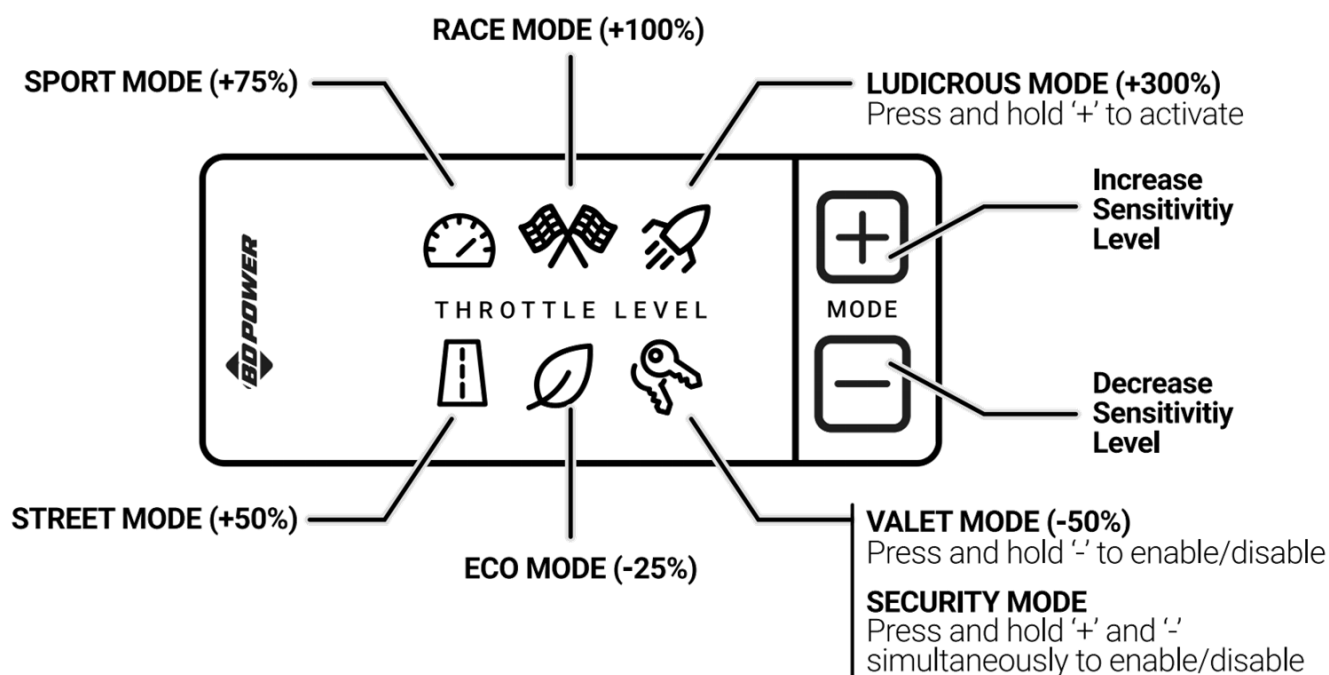 RACE MODE (+100%)
SPORT MODE (+75%)
LUDICROUS MODE (+300%)
Press and hold ‘+’ to activate
Increase
Sensitivitiy
Level
BD POWER
THROTTLE LEVEL
MODE
Decrease
Sensitivitiy
Level
STREET MODE (+50%)
ECO MODE (-25%)
VALET MODE (-50%)
Press and hold ‘-’ to enable/disable
SECURITY MODE
Press and hold ‘+’ and ‘-’
simultaneously to enable/disable